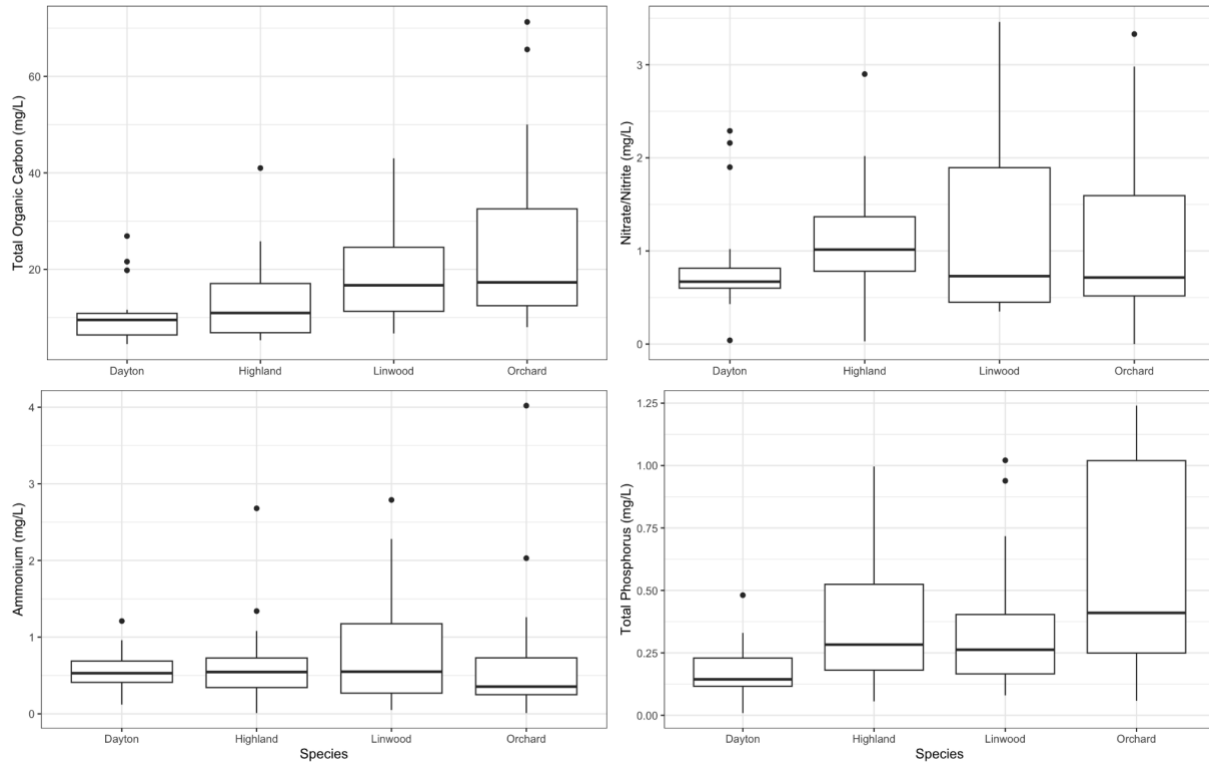 Total Organic Carbon (mg/L)
60
40
20
Dayton Highland Linwood Orchard
Nitrate/Nitrite (mg/L)
3
2
1
0
Dayton Highland Linwood Orchard
Ammonium (mg/L)
4
3
2
1
0
Dayton Highland Linwood Orchard
Species
Total Phosphorus (mg/L)
1.25
1.00
0.75
0.50
0.25
0.00
Dayton Highland Linwood Orchard
Species